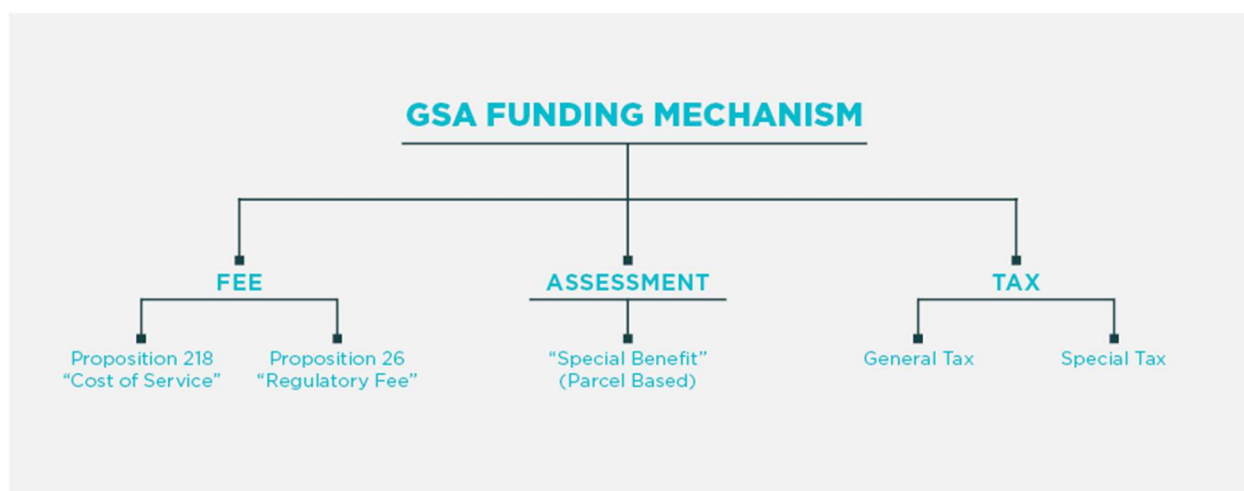 GSA FUNDING MECHANISM
FEE
ASSESSMENT
TAX
Proposition 218
“Cost of Service”
Proposition 26
“Regulatory Fee”
“Special Benefit”
(Parcel Based)
General Tax
Special Tax